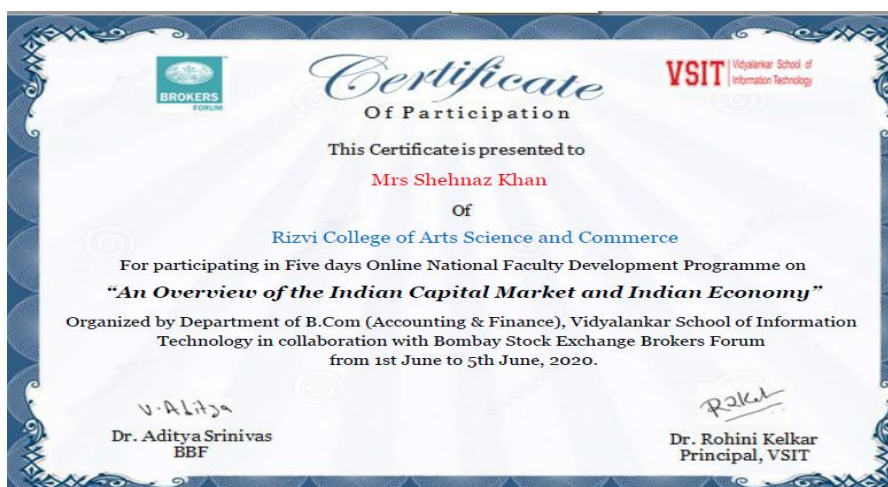 BROKERS
FORUM
Certificate
Of Participation
VSIT
Vidyalankar School of
Information Technology
This Certificate is presented to
Mrs Shehnaz Khan
Of
Rizvi College of Arts Science and Commerce
For participating in Five days Online National Faculty Development Programme on
“An Overview of the Indian Capital Market and Indian Economy”
Organized by Department of B.Com (Accounting & Finance), Vidyalankar School of Information
Technology in collaboration with Bombay Stock Exchange Brokers Forum
from 1st June to 5th June, 2020.
V. Aditya
Dr. Aditya Srinivas
BBF
Dr. Rohini Kelkar
Principal, VSIT